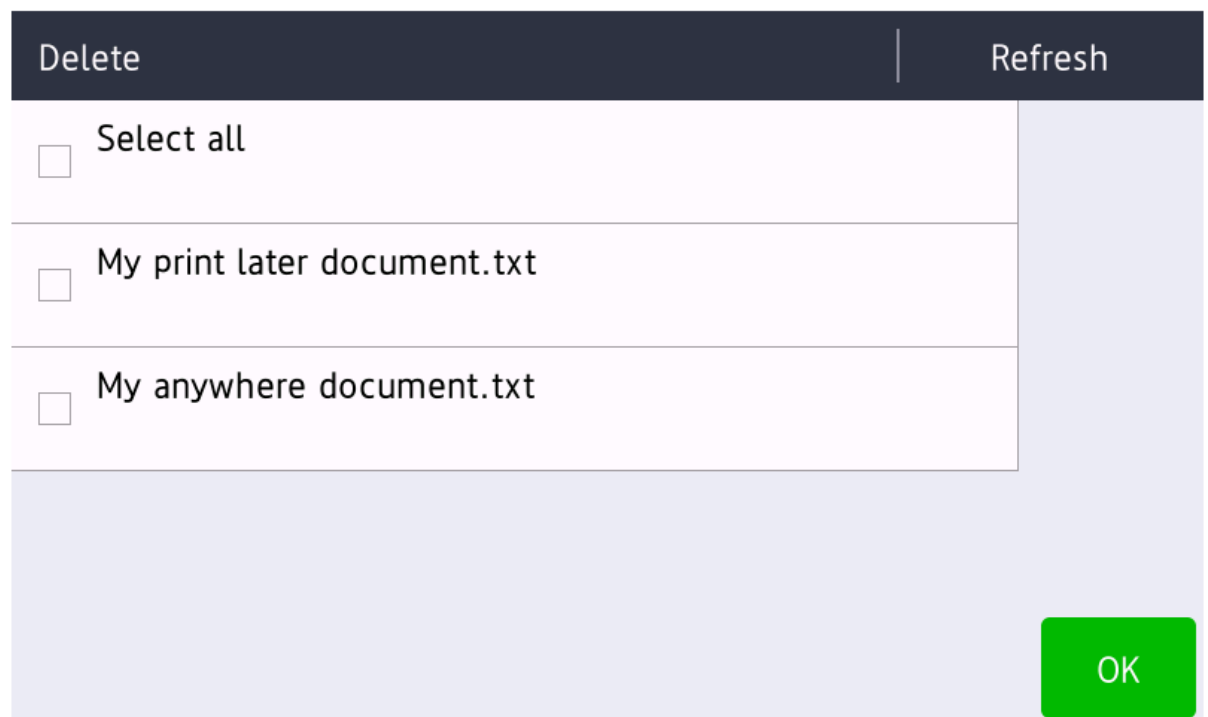 Delete
Refresh
Select all
My print later document.txt
My anywhere document.txt
OK